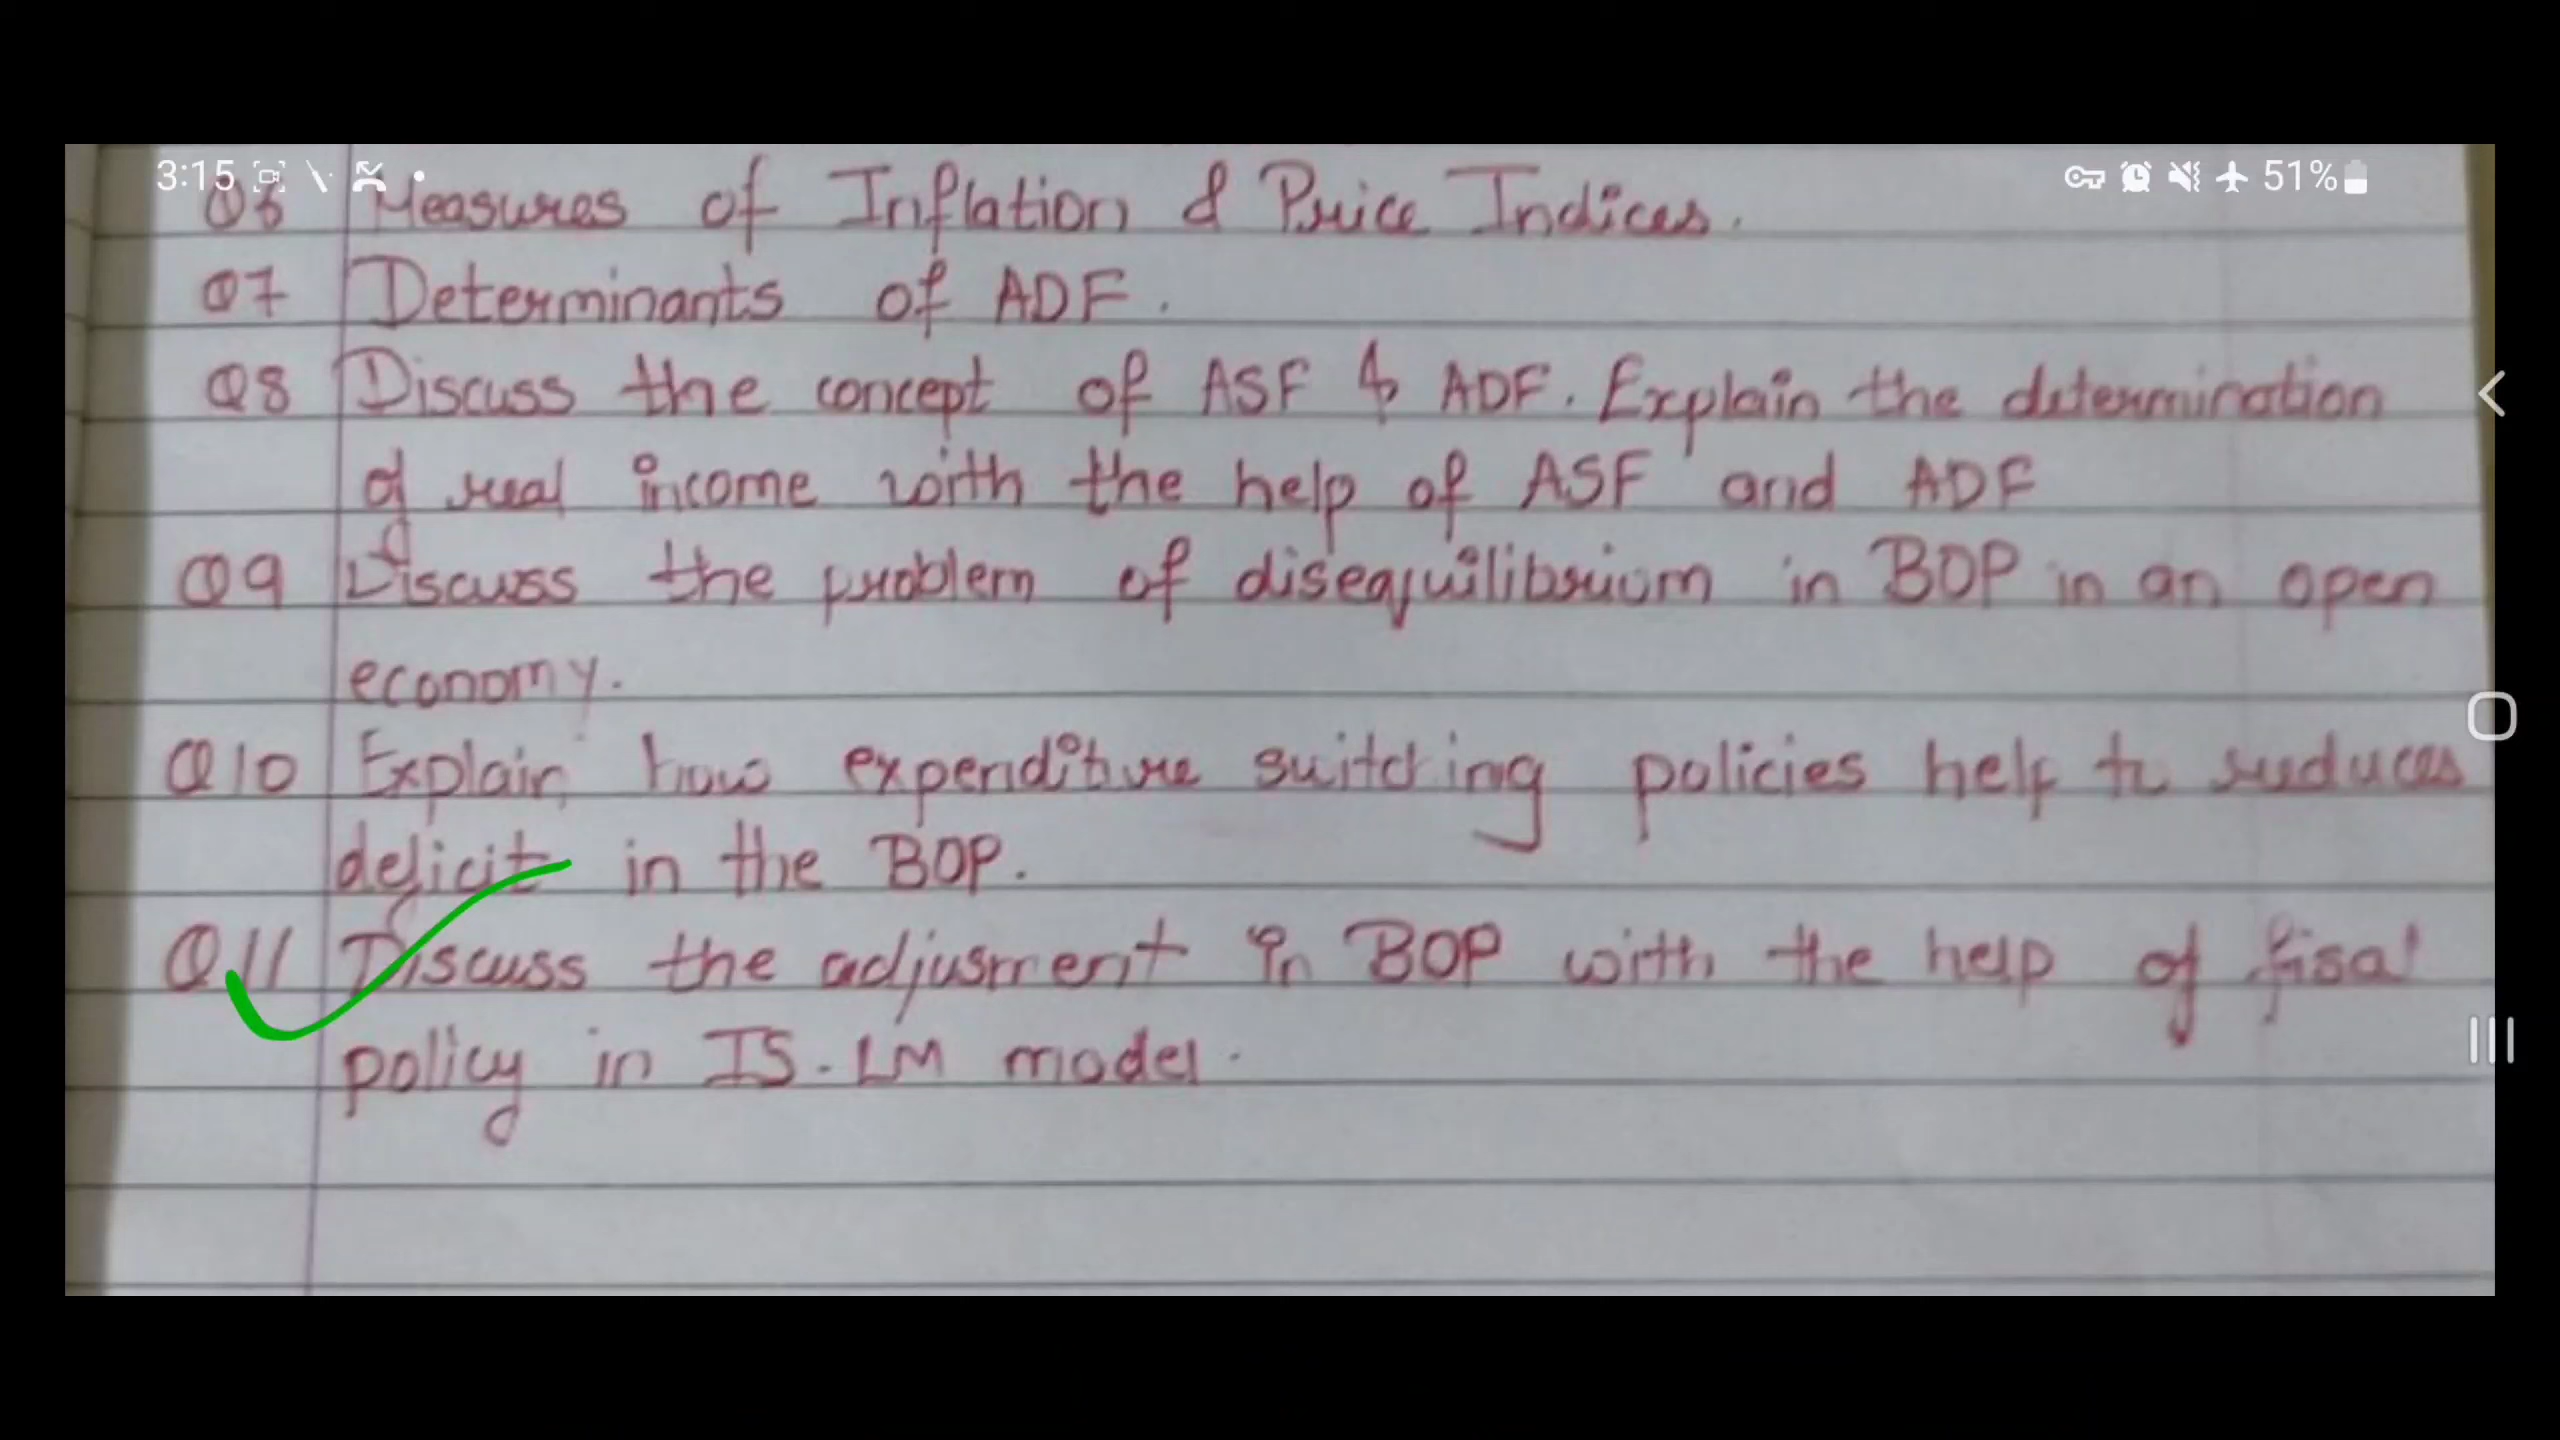 3:15
51%
Q6 Measures of Inflation & Price Indices.
Q7 Determinants of ADF.
Q8 Discuss the concept of ASF & ADF. Explain the determination
of real income with the help of ASF and ADF
Q9 Discuss the problem of disequilibrium in BOP in an open
economy.
Q10 Explain how expenditure suitching policies help to reduces
deficit in the BOP.
Q11 Discuss the adjusment in BOP with the help of fisal
policy in IS.LM model.